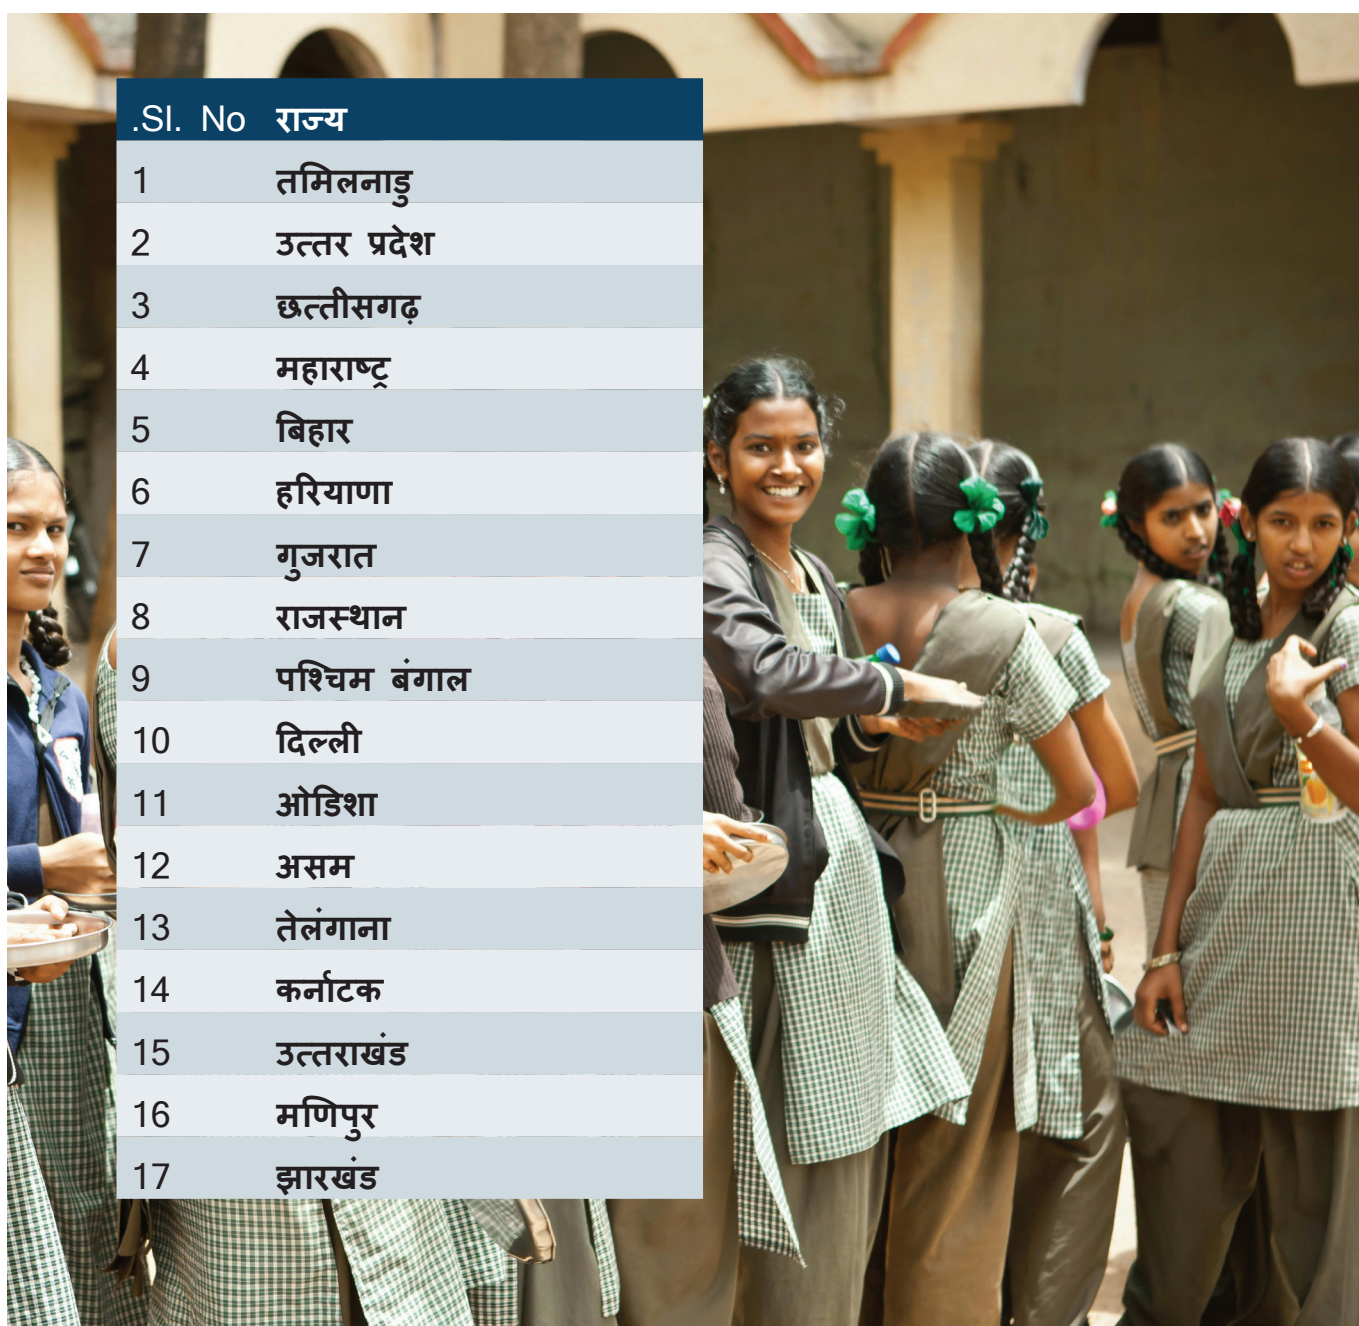 .Sl. No राज्य
1 तमिलनाडु
2 उत्तर प्रदेश
3 छत्तीसगढ़
4 महाराष्ट्र
5 बिहार
6 हरियाणा
7 गुजरात
8 राजस्थान
9 पश्चिम बंगाल
10 दिल्ली
11 ओडिशा
12 असम
13 तेलंगाना
14 कर्नाटक
15 उत्तराखंड
16 मणिपुर
17 झारखंड